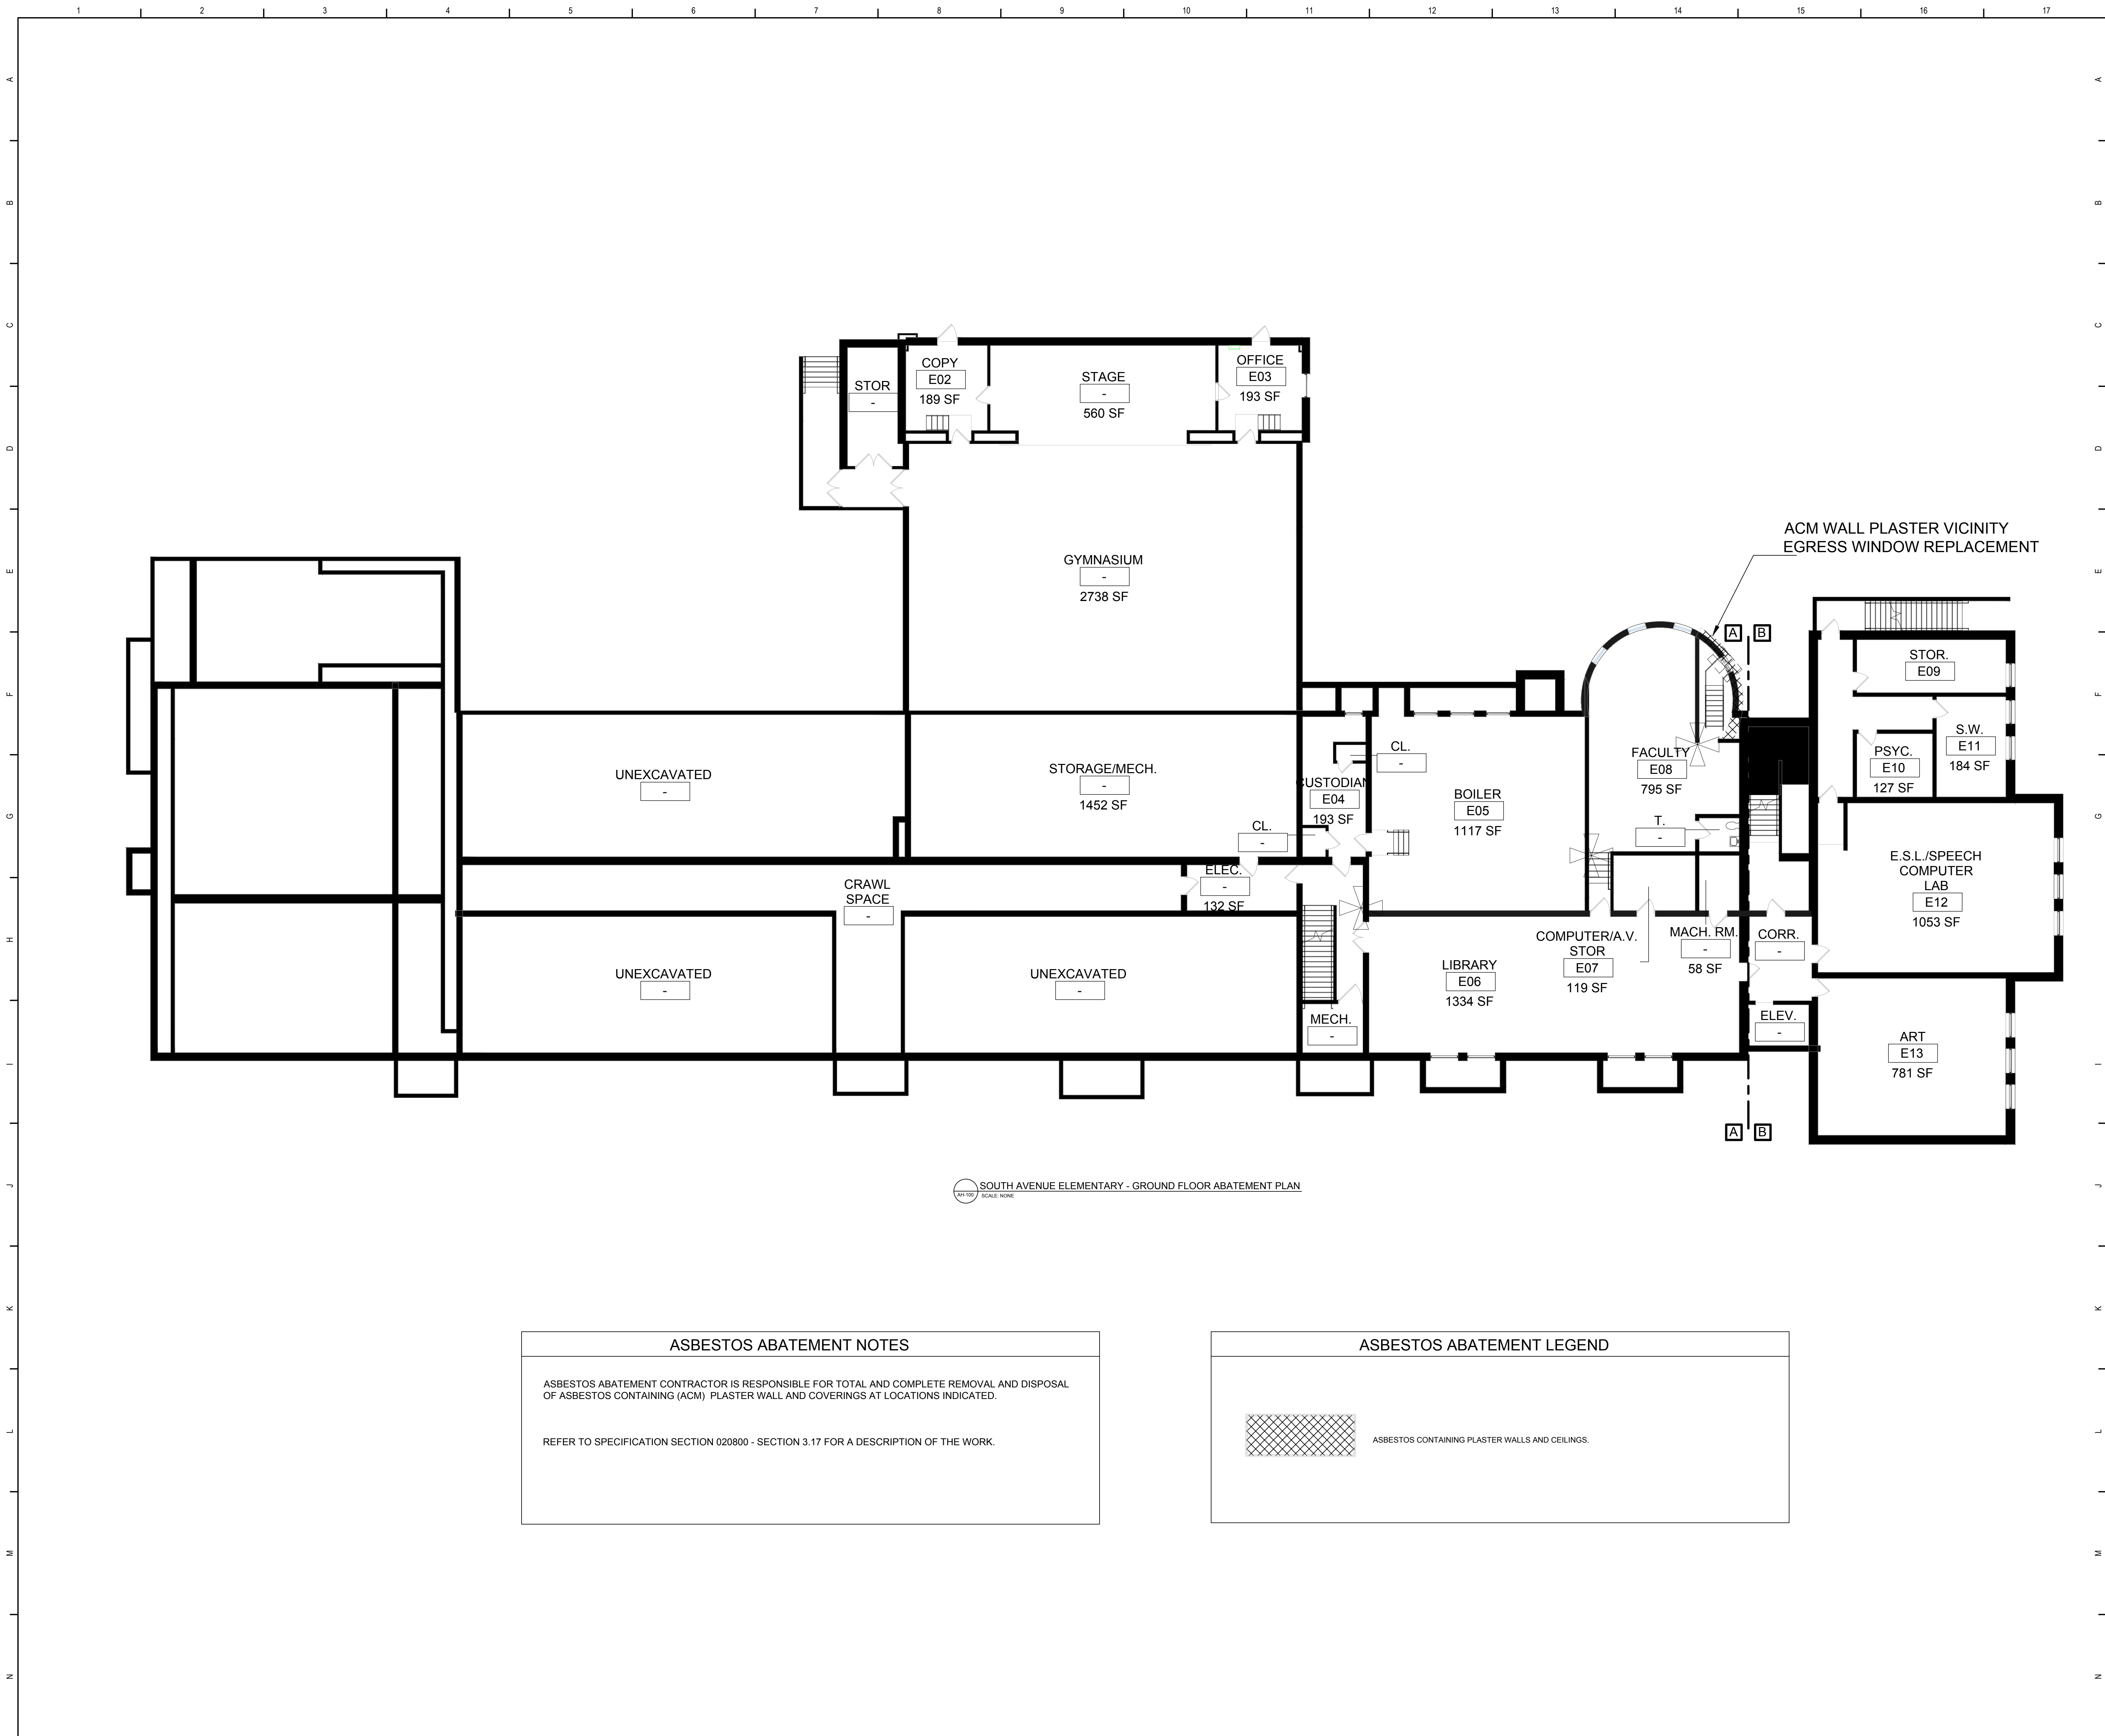 1 2 3 4 5 6 7 8 9 10 11 12 13 14 15 16 17
A A
B B
C C
COPY
E02
189 SF
STOR
-
STAGE
-
560 SF
OFFICE
E03
193 SF
D D
ACM WALL PLASTER VICINITY
EGRESS WINDOW REPLACEMENT
GYMNASIUM
-
2738 SF
E E
A B
STOR.
E09
F F
S.W.
E11
184 SF
PSYC.
E10
127 SF
FACULTY
E08
795 SF
CL.
-
UNEXCAVATED
-
STORAGE/MECH.
-
1452 SF
CUSTODIAN
E04
193 SF
BOILER
E05
1117 SF
G G
T.
-
CL.
-
E.S.L./SPEECH
COMPUTER
LAB
E12
1053 SF
CRAWL
SPACE
-
ELEC.
-
132 SF
H H
COMPUTER/A.V.
STOR
E07
119 SF
MACH. RM.
-
58 SF
CORR.
-
UNEXCAVATED
-
UNEXCAVATED
-
LIBRARY
E06
1334 SF
MECH.
-
ELEV.
-
ART
E13
781 SF
I I
A B
J J
AH-100
SOUTH AVENUE ELEMENTARY - GROUND FLOOR ABATEMENT PLAN
SCALE: NONE
K K
ASBESTOS ABATEMENT NOTES
ASBESTOS ABATEMENT CONTRACTOR IS RESPONSIBLE FOR TOTAL AND COMPLETE REMOVAL AND DISPOSAL
OF ASBESTOS CONTAINING (ACM) PLASTER WALL AND COVERINGS AT LOCATIONS INDICATED.
REFER TO SPECIFICATION SECTION 020800 - SECTION 3.17 FOR A DESCRIPTION OF THE WORK.
ASBESTOS ABATEMENT LEGEND
ASBESTOS CONTAINING PLASTER WALLS AND CEILINGS.
L L
M M
N N